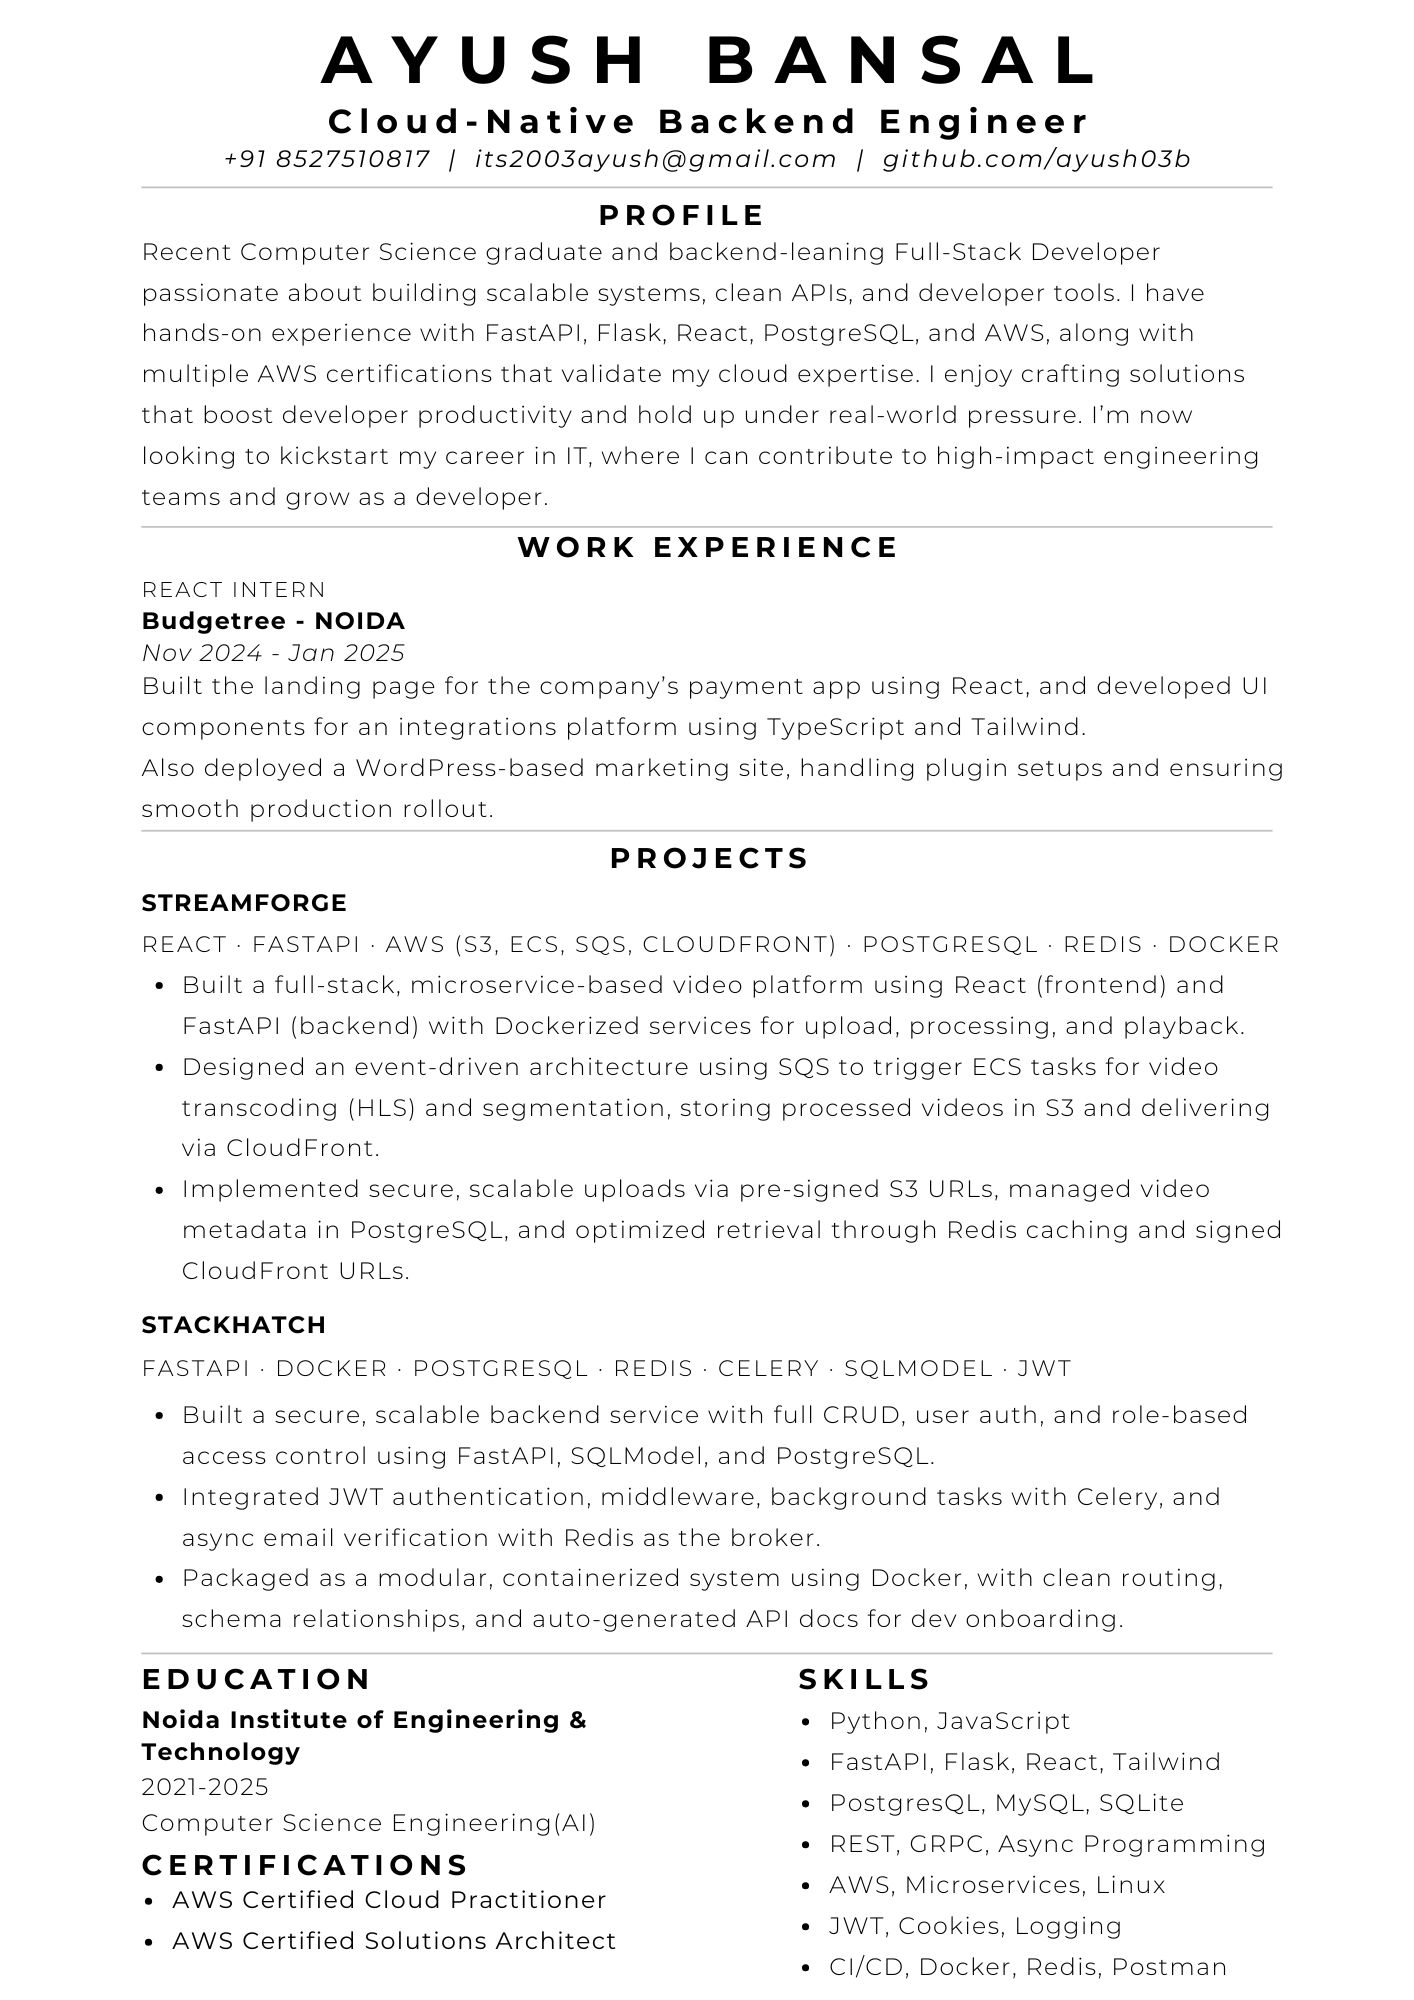 AYUSH BANSAL
Cloud-Native Backend Engineer
+91 8527510817 | its2003ayush@gmail.com | github.com/ayush03b
PROFILE
Recent Computer Science graduate and backend-leaning Full-Stack Developer
passionate about building scalable systems, clean APIs, and developer tools. I have
hands-on experience with FastAPI, Flask, React, PostgreSQL, and AWS, along with
multiple AWS certifications that validate my cloud expertise. I enjoy crafting solutions
that boost developer productivity and hold up under real-world pressure. I’m now
looking to kickstart my career in IT, where I can contribute to high-impact engineering
teams and grow as a developer.
WORK EXPERIENCE
REACT INTERN
Budgetree - NOIDA
Nov 2024 - Jan 2025
Built the landing page for the company’s payment app using React, and developed UI
components for an integrations platform using TypeScript and Tailwind.
Also deployed a WordPress-based marketing site, handling plugin setups and ensuring
smooth production rollout.
PROJECTS
STREAMFORGE
REACT · FASTAPI · AWS (S3, ECS, SQS, CLOUDFRONT) · POSTGRESQL · REDIS · DOCKER
• Built a full-stack, microservice-based video platform using React (frontend) and
FastAPI (backend) with Dockerized services for upload, processing, and playback.
• Designed an event-driven architecture using SQS to trigger ECS tasks for video
transcoding (HLS) and segmentation, storing processed videos in S3 and delivering
via CloudFront.
• Implemented secure, scalable uploads via pre-signed S3 URLs, managed video
metadata in PostgreSQL, and optimized retrieval through Redis caching and signed
CloudFront URLs.
STACKHATCH
FASTAPI · DOCKER · POSTGRESQL · REDIS · CELERY · SQLMODEL · JWT
• Built a secure, scalable backend service with full CRUD, user auth, and role-based
access control using FastAPI, SQLModel, and PostgreSQL.
• Integrated JWT authentication, middleware, background tasks with Celery, and
async email verification with Redis as the broker.
• Packaged as a modular, containerized system using Docker, with clean routing,
schema relationships, and auto-generated API docs for dev onboarding.
EDUCATION
Noida Institute of Engineering &
Technology
2021-2025
Computer Science Engineering(AI)
CERTIFICATIONS
• AWS Certified Cloud Practitioner
• AWS Certified Solutions Architect
SKILLS
• Python, JavaScript
• FastAPI, Flask, React, Tailwind
• PostgresQL, MySQL, SQLite
• REST, GRPC, Async Programming
• AWS, Microservices, Linux
• JWT, Cookies, Logging
• CI/CD, Docker, Redis, Postman